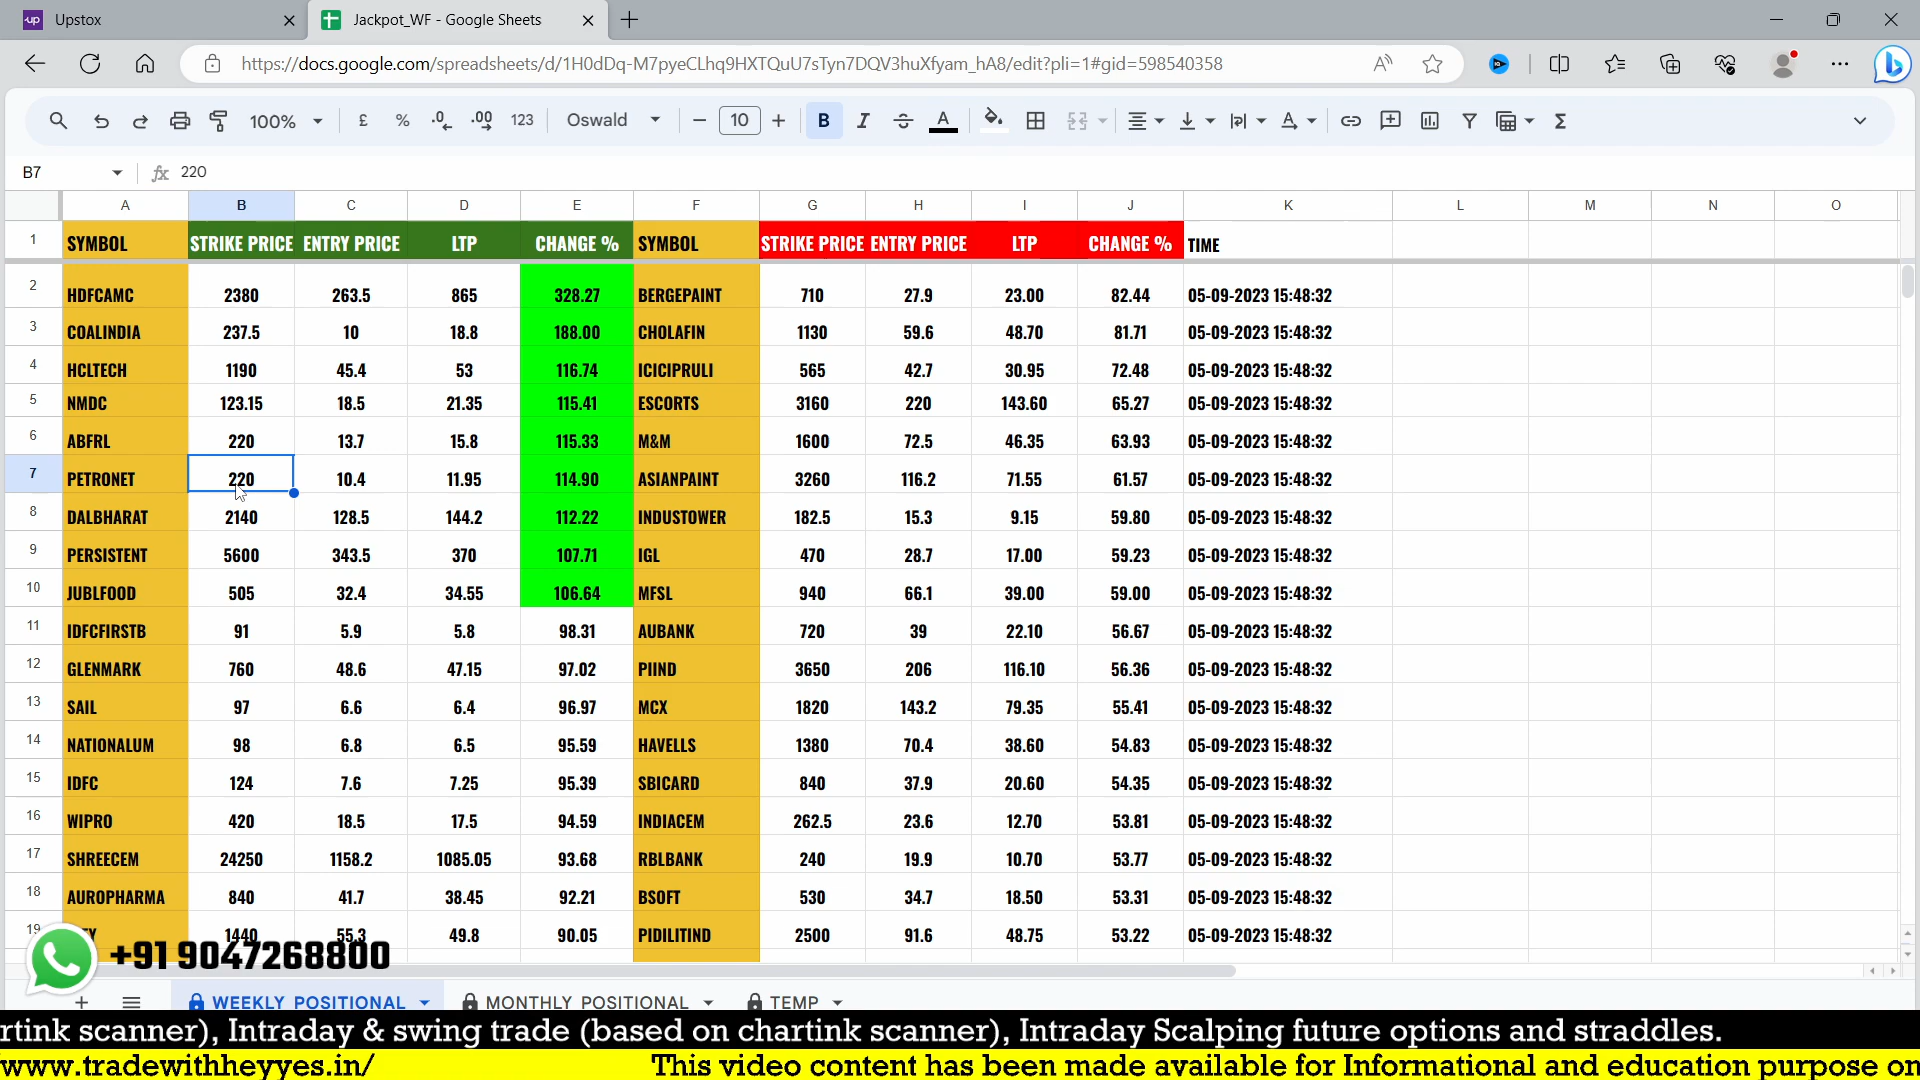 Upstox
Jackpot_WF - Google Sheets
https://docs.google.com/spreadsheets/d/1H0dDq-M7pyeCLhq9HXTQuU7sTyn7DQV3huXfyam_hA8/edit?pli=1#gid=598540358
100% £ % .0 .00 123 Oswald 10 B I A
B7 fx 220
A B C D E F G H I J K L M N O
1 SYMBOL STRIKE PRICE ENTRY PRICE LTP CHANGE % SYMBOL STRIKE PRICE ENTRY PRICE LTP CHANGE % TIME
2 HDFCAMC 2380 263.5 865 328.27 BERGEPAINT 710 27.9 23.00 82.44 05-09-2023 15:48:32
3 COALINDIA 237.5 10 18.8 188.00 CHOLAFIN 1130 59.6 48.70 81.71 05-09-2023 15:48:32
4 HCLTECH 1190 45.4 53 116.74 ICICIPRULI 565 42.7 30.95 72.48 05-09-2023 15:48:32
5 NMDC 123.15 18.5 21.35 115.41 ESCORTS 3160 220 143.60 65.27 05-09-2023 15:48:32
6 ABFRL 220 13.7 15.8 115.33 M&M 1600 72.5 46.35 63.93 05-09-2023 15:48:32
7 PETRONET 220 10.4 11.95 114.90 ASIANPAINT 3260 116.2 71.55 61.57 05-09-2023 15:48:32
8 DALBHARAT 2140 128.5 144.2 112.22 INDUSTOWER 182.5 15.3 9.15 59.80 05-09-2023 15:48:32
9 PERSISTENT 5600 343.5 370 107.71 IGL 470 28.7 17.00 59.23 05-09-2023 15:48:32
10 JUBLFOOD 505 32.4 34.55 106.64 MFSL 940 66.1 39.00 59.00 05-09-2023 15:48:32
11 IDFCFIRSTB 91 5.9 5.8 98.31 AUBANK 720 39 22.10 56.67 05-09-2023 15:48:32
12 GLENMARK 760 48.6 47.15 97.02 PIIND 3650 206 116.10 56.36 05-09-2023 15:48:32
13 SAIL 97 6.6 6.4 96.97 MCX 1820 143.2 79.35 55.41 05-09-2023 15:48:32
14 NATIONALUM 98 6.8 6.5 95.59 HAVELLS 1380 70.4 38.60 54.83 05-09-2023 15:48:32
15 IDFC 124 7.6 7.25 95.39 SBICARD 840 37.9 20.60 54.35 05-09-2023 15:48:32
16 WIPRO 420 18.5 17.5 94.59 INDIACEM 262.5 23.6 12.70 53.81 05-09-2023 15:48:32
17 SHREECEM 24250 1158.2 1085.05 93.68 RBLBANK 240 19.9 10.70 53.77 05-09-2023 15:48:32
18 AUROPHARMA 840 41.7 38.45 92.21 BSOFT 530 34.7 18.50 53.31 05-09-2023 15:48:32
19 1440 55.3 49.8 90.05 PIDILITIND 2500 91.6 48.75 53.22 05-09-2023 15:48:32
+91 9047268800
WEEKLY POSITIONAL MONTHLY POSITIONAL TEMP
rtink scanner), Intraday & swing trade (based on chartink scanner), Intraday Scalping future options and straddles.
www.tradewithheyyes.in/ This video content has been made available for Informational and education purpose on